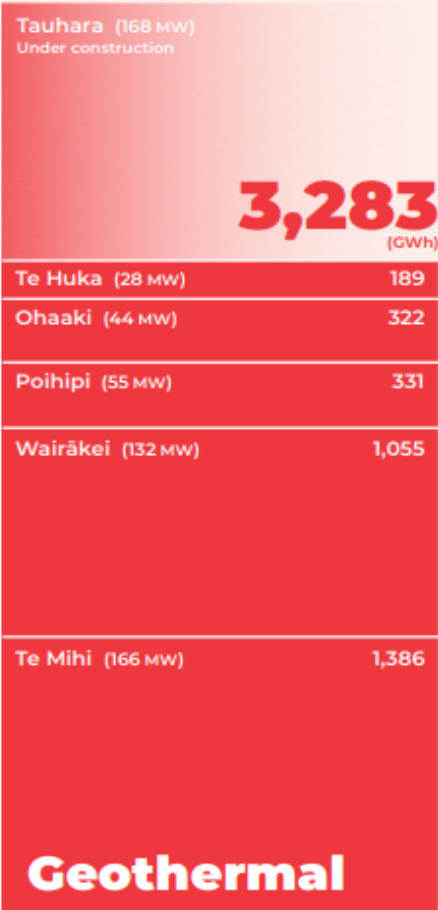 Tauhara (168 MW)
Under construction
3,283
(GWh)
Te Huka (28 MW) 189
Ohaaki (44 MW) 322
Poihipi (55 MW) 331
Wairākei (132 MW) 1,055
Te Mihi (166 MW) 1,386
Geothermal